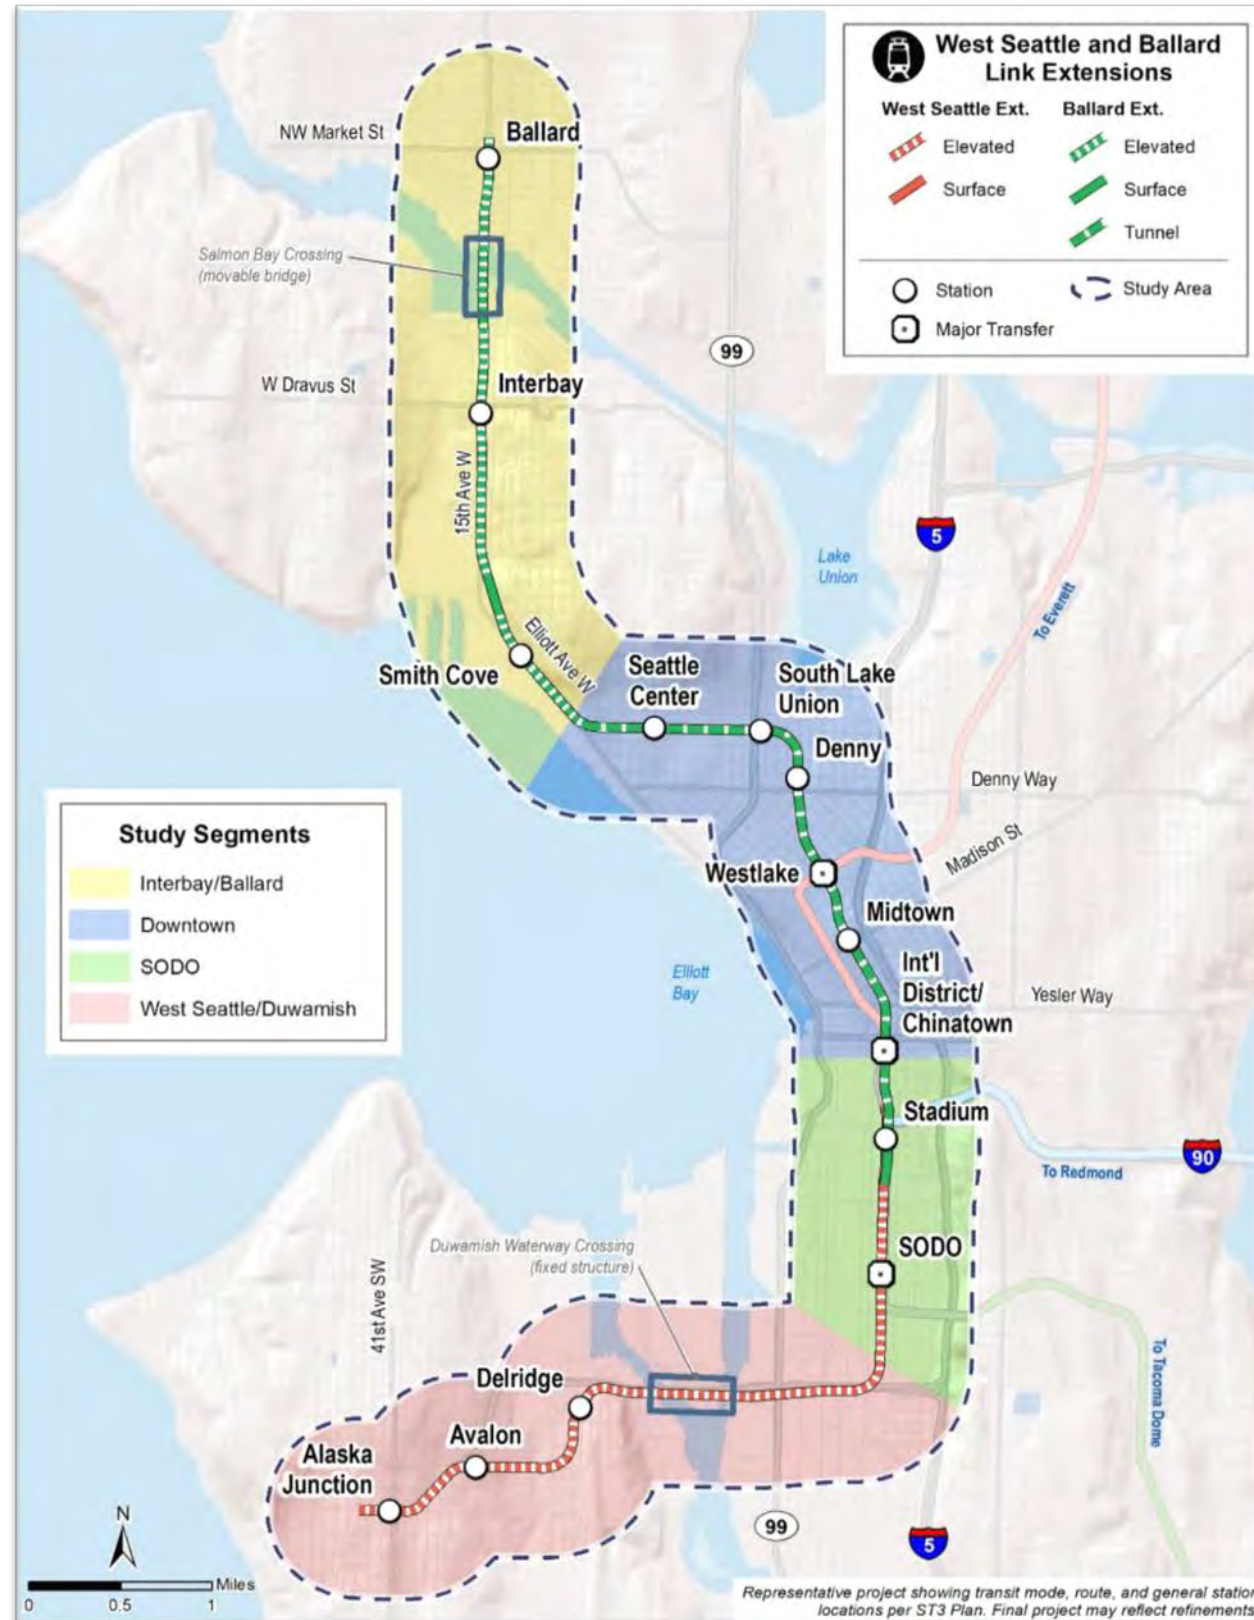 West Seattle and Ballard
Link Extensions
West Seattle Ext.
Ballard Ext.
Elevated
Elevated
Surface
Surface
Tunnel
Station
Study Area
Major Transfer
NW Market St
Ballard
Salmon Bay Crossing
(movable bridge)
99
W Dravus St
Interbay
15th Ave W
5
Lake
Union
To Everett
Elliott Ave W
Smith Cove
Seattle
Center
South Lake
Union
Denny
Denny Way
Study Segments
Interbay/Ballard
Downtown
SODO
West Seattle/Duwamish
Madison St
Westlake
Midtown
Elliott
Bay
Int'l
District/
Chinatown
Yesler Way
Stadium
90
To Redmond
SODO
Duwamish Waterway Crossing
(fixed structure)
41st Ave SW
To Tacoma Dome
Delridge
Avalon
Alaska
Junction
N
99
5
0 0.5 1 Miles
Representative project showing transit mode, route, and general station
locations per ST3 Plan. Final project may reflect refinements